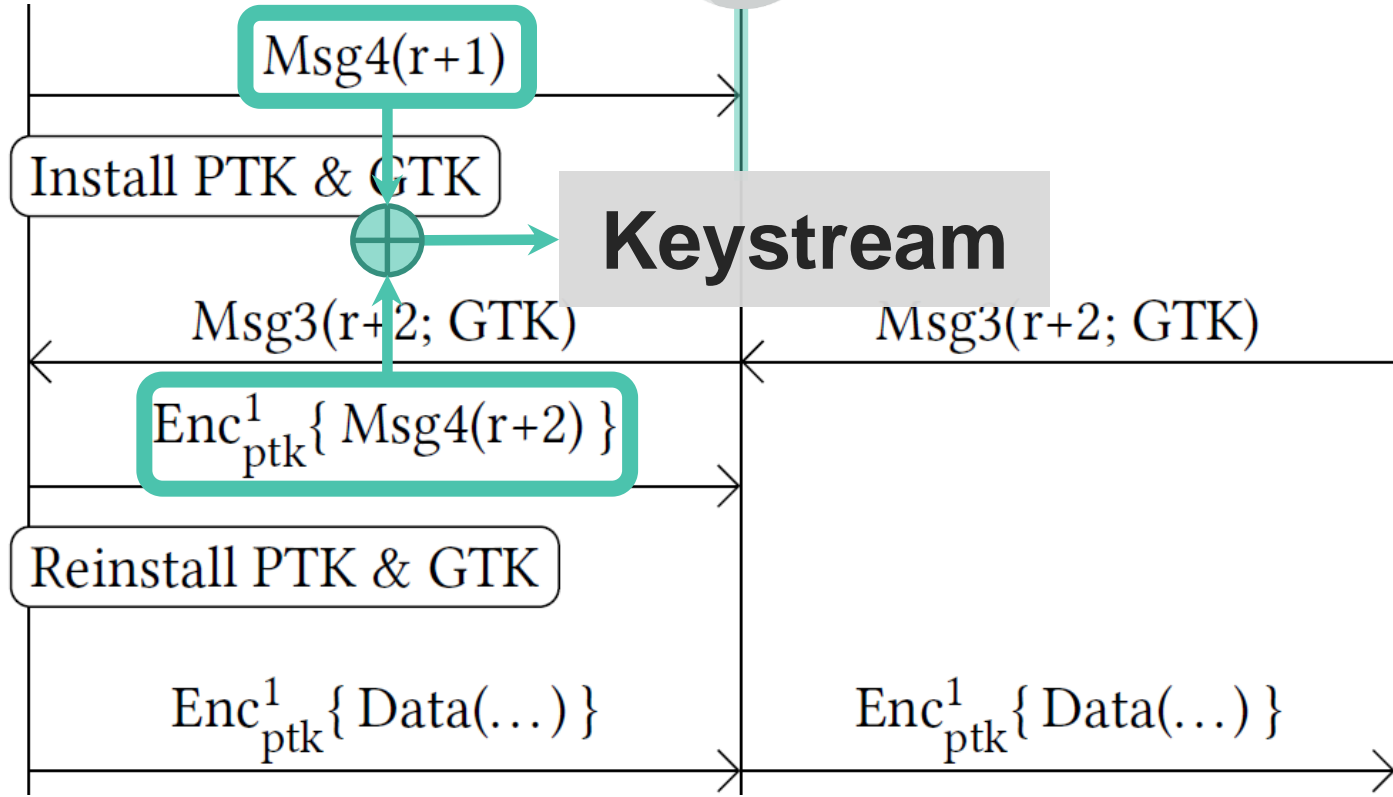 Msg4(r+1)
Install PTK & GTK
Keystream
Msg3(r+2; GTK)
Msg3(r+2; GTK)
Enc¹ptk{ Msg4(r+2) }
Reinstall PTK & GTK
Enc¹ptk{ Data(…) }
Enc¹ptk{ Data(…) }